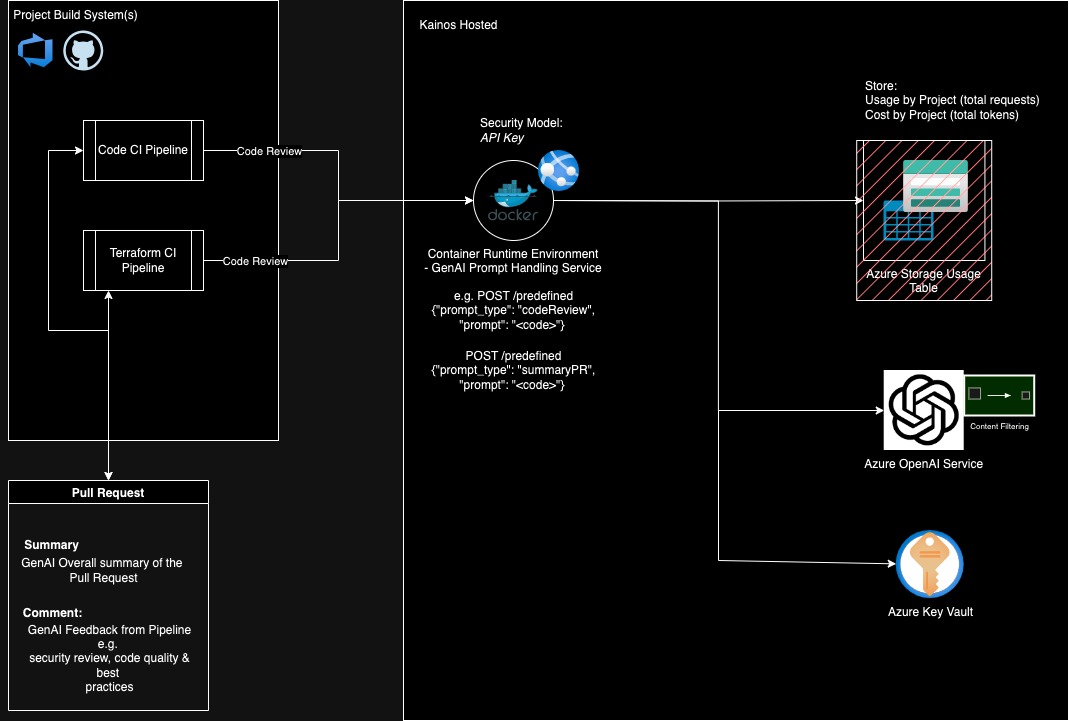 Project Build System(s)
Code CI Pipeline
Code Review
Terraform CI
Pipeline
Code Review
Pull Request
Summary
GenAI Overall summary of the
Pull Request
Comment:
GenAI Feedback from Pipeline
e.g.
security review, code quality &
best
practices
Kainos Hosted
Security Model:
API Key
docker
Container Runtime Environment
- GenAI Prompt Handling Service
e.g. POST /predefined
{"prompt_type": "codeReview",
"prompt": "<code>"}
POST /predefined
{"prompt_type": "summaryPR",
"prompt": "<code>"}
Store:
Usage by Project (total requests)
Cost by Project (total tokens)
Azure Storage Usage
Table
Content Filtering
Azure OpenAI Service
Azure Key Vault